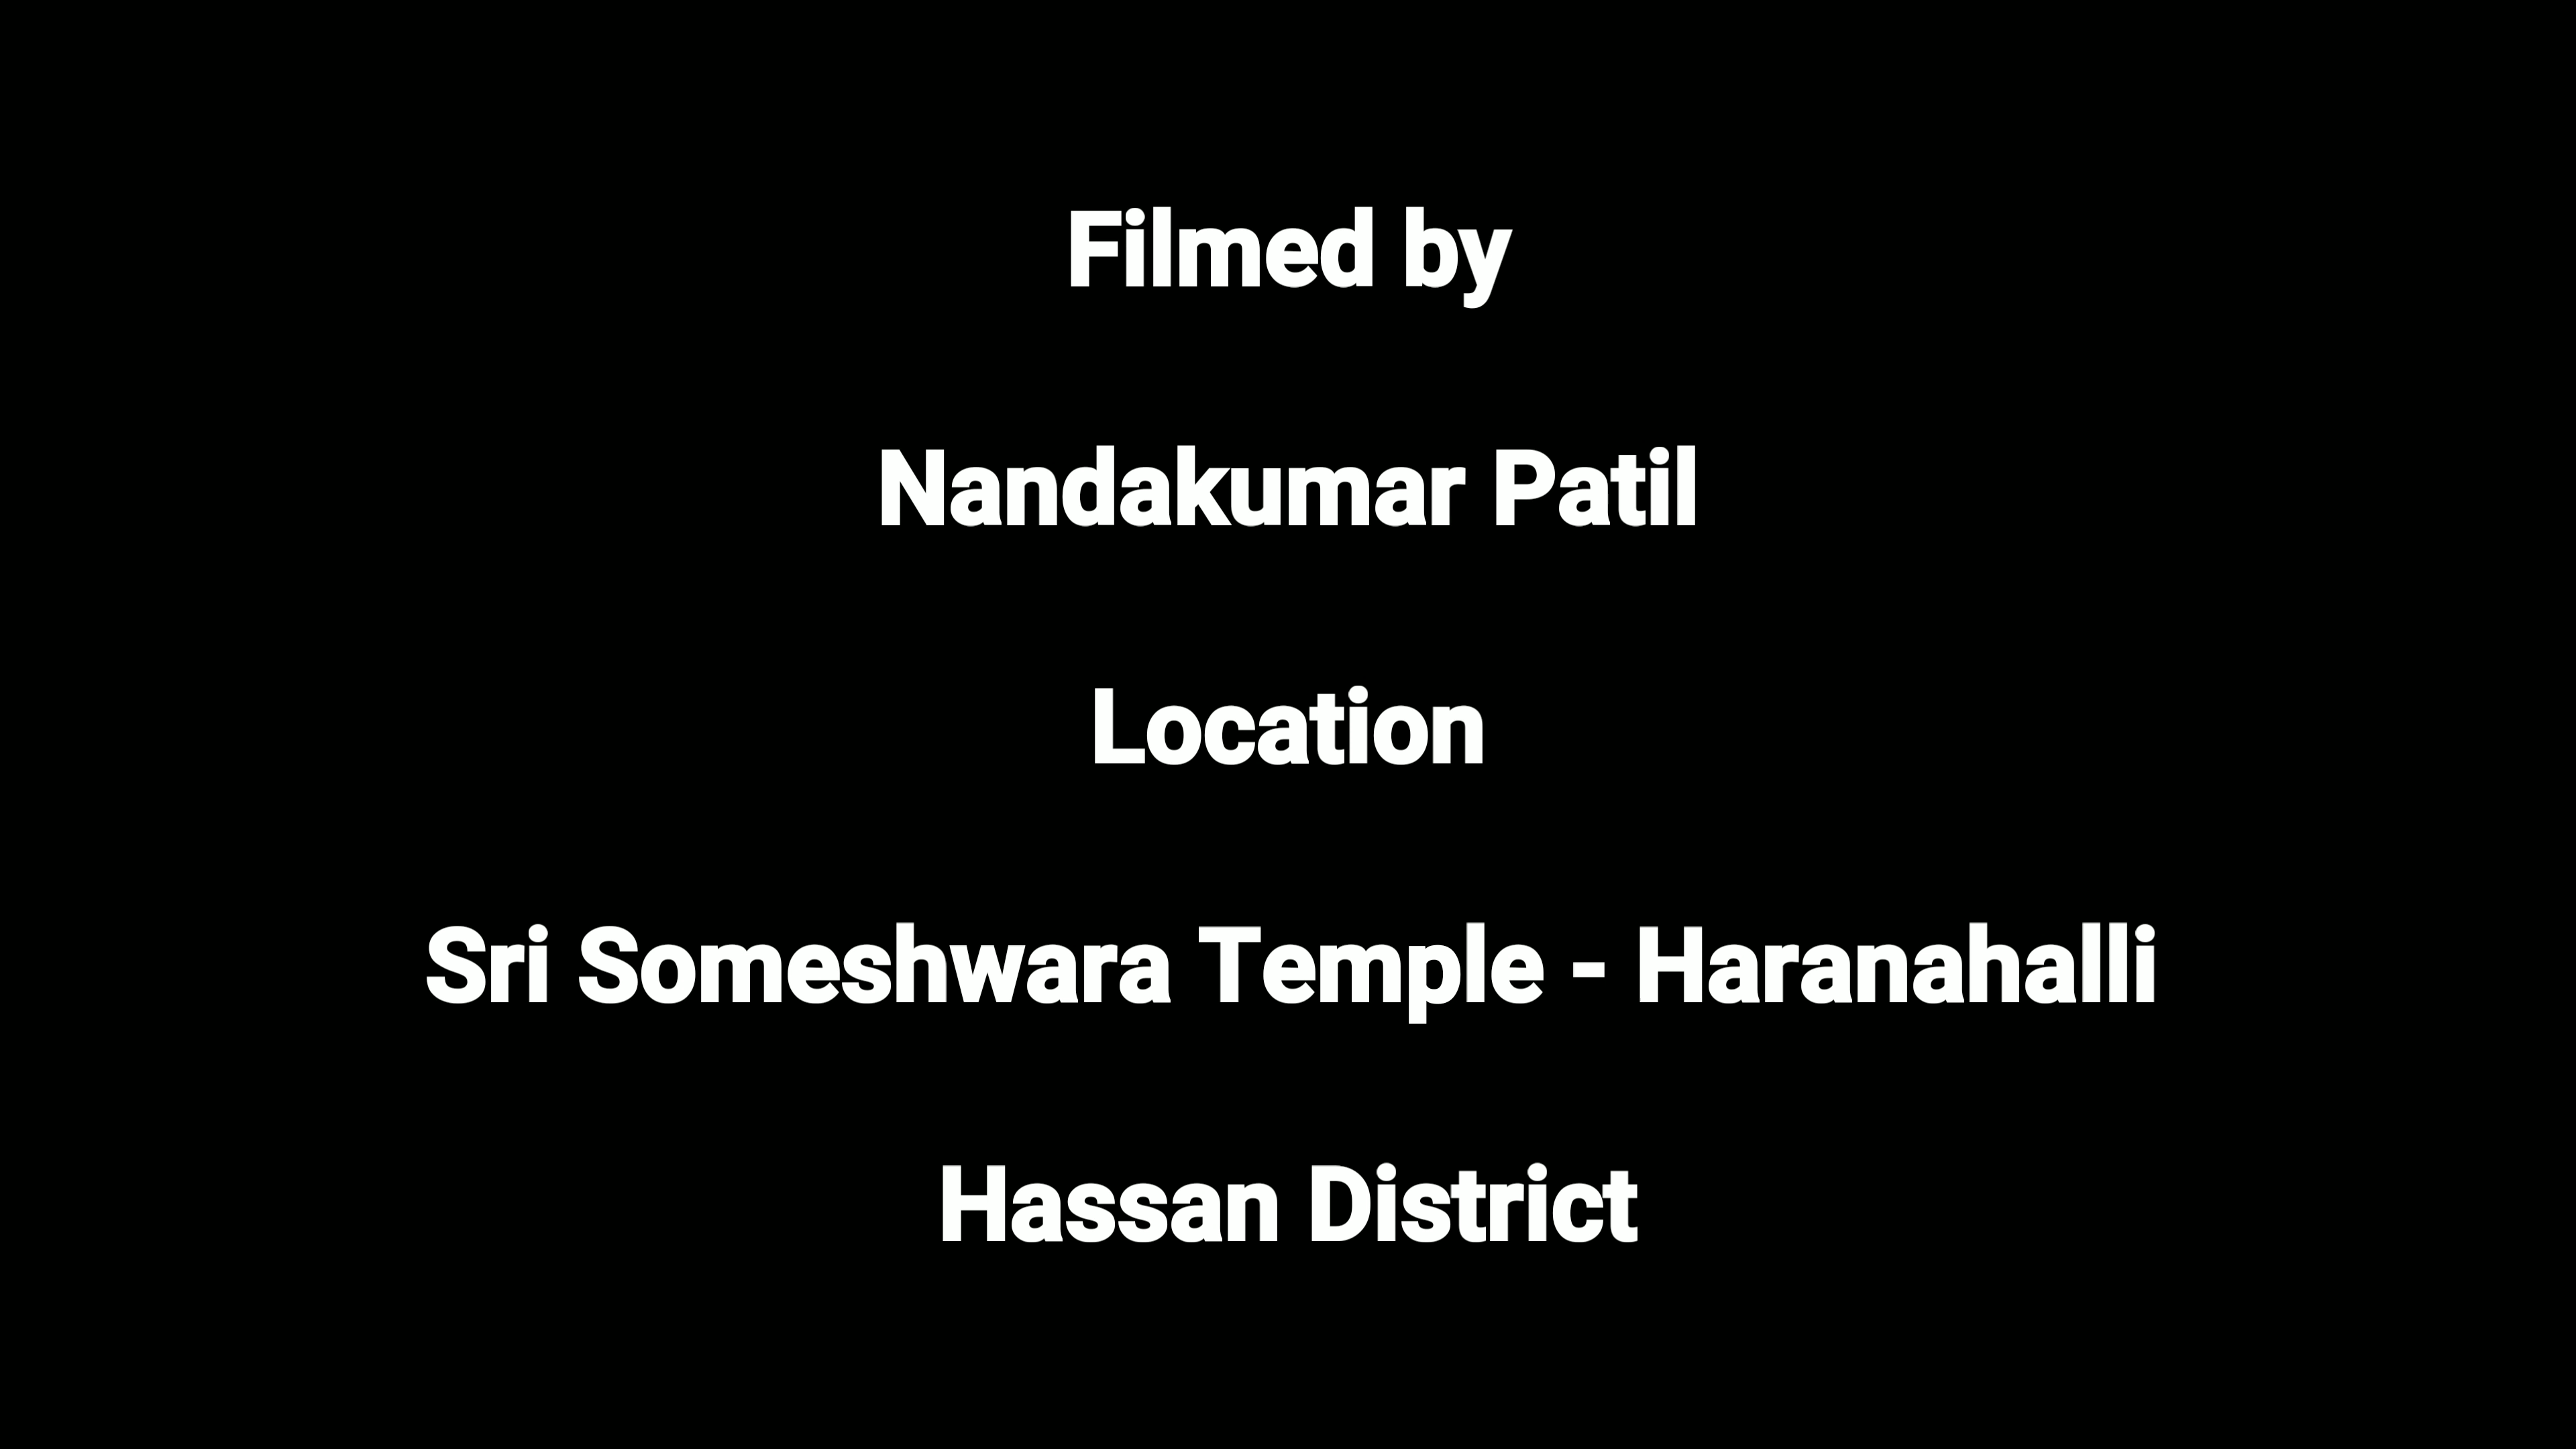 Filmed by
Nandakumar Patil
Location
Sri Someshwara Temple - Haranahalli
Hassan District